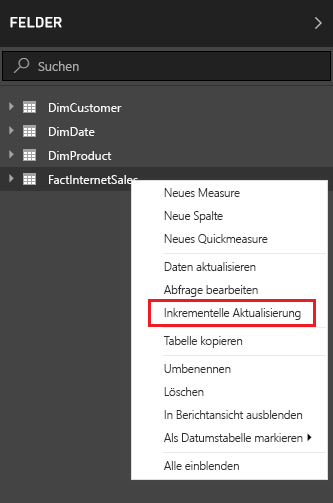 FELDER
Suchen
DimCustomer
DimDate
DimProduct
FactInternetSales
Neues Measure
Neue Spalte
Neues Quickmeasure
Daten aktualisieren
Abfrage bearbeiten
Inkrementelle Aktualisierung
Tabelle kopieren
Umbenennen
Löschen
In Berichtansicht ausblenden
Als Datumstabelle markieren
Alle einblenden